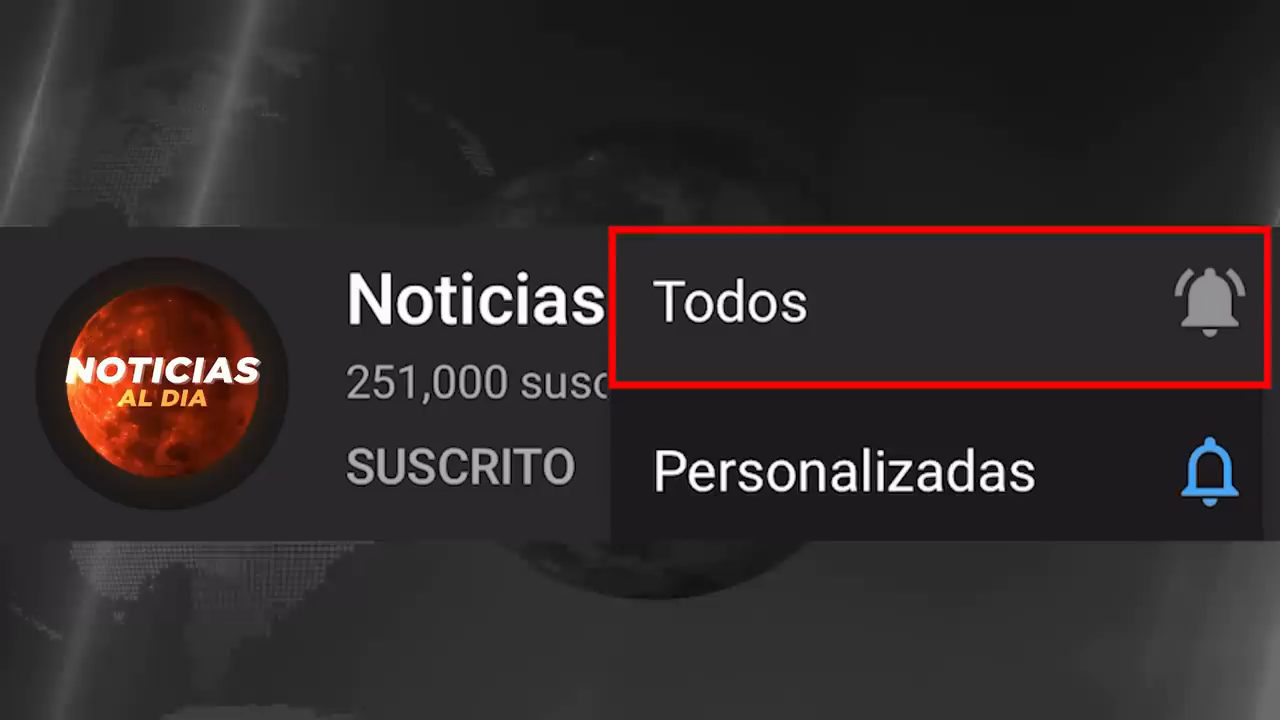 NOTICIAS
AL DIA
Noticias
251,000 susc
SUSCRITO
Todos
Personalizadas